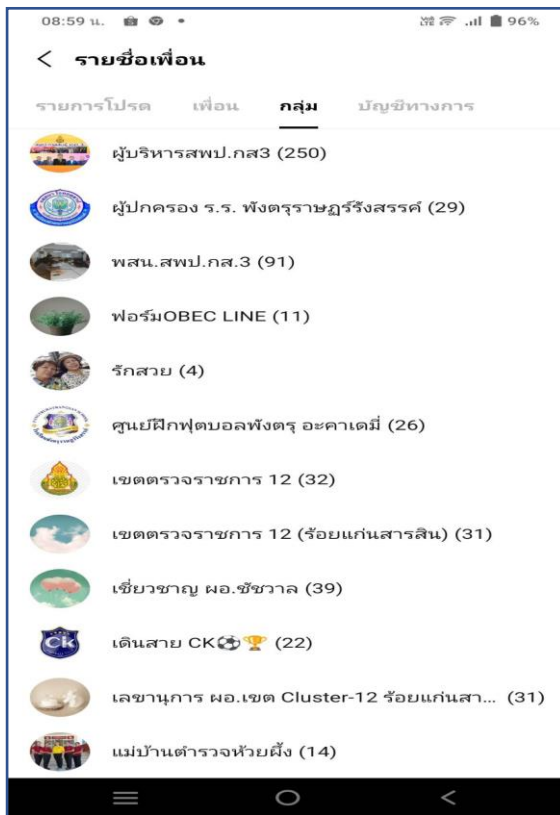 08:59 น. 96%
รายชื่อเพื่อน
รายการโปรด เพื่อน กลุ่ม บัญชีทางการ
ผู้บริหารสพป.กส3 (250)
ผู้ปกครอง ร.ร. พังตรุราษฎร์รังสรรค์ (29)
พสน.สพป.กส.3 (91)
ฟอร์มOBEC LINE (11)
รักสวย (4)
ศูนย์ฝึกฟุตบอลพังตรุ อะคาเดมี่ (26)
เขตตรวจราชการ 12 (32)
เขตตรวจราชการ 12 (ร้อยแก่นสารสิน) (31)
เชี่ยวชาญ ผอ.ชัชวาล (39)
CK
เดินสาย CK⚽🏆 (22)
เลขานุการ ผอ.เขต Cluster-12 ร้อยแก่นสา... (31)
แม่บ้านตำรวจห้วยผึ้ง (14)